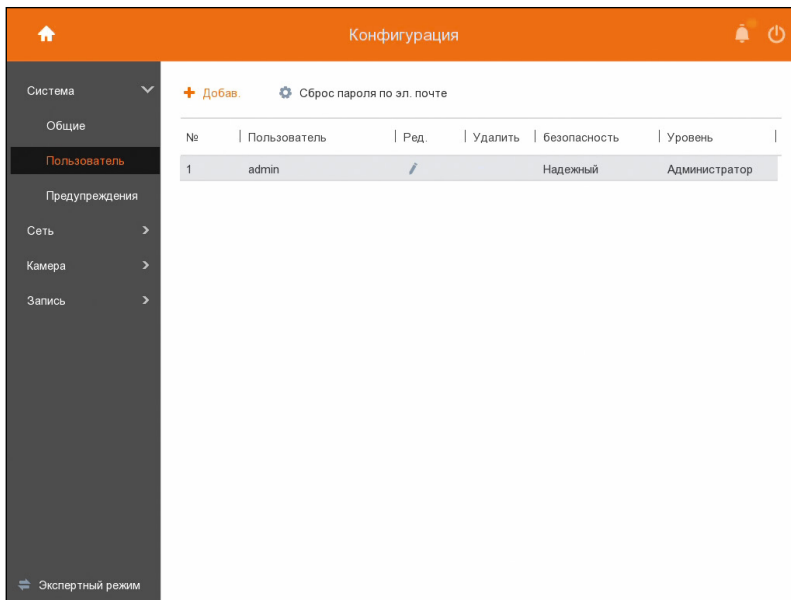 Конфигурация
Система
Общие
Пользователь
Предупреждения
Сеть
Камера
Запись
Экспертный режим
Добав. Сброс пароля по эл. почте
№ Пользователь Ред. Удалить безопасность Уровень
1 admin Надежный Администратор